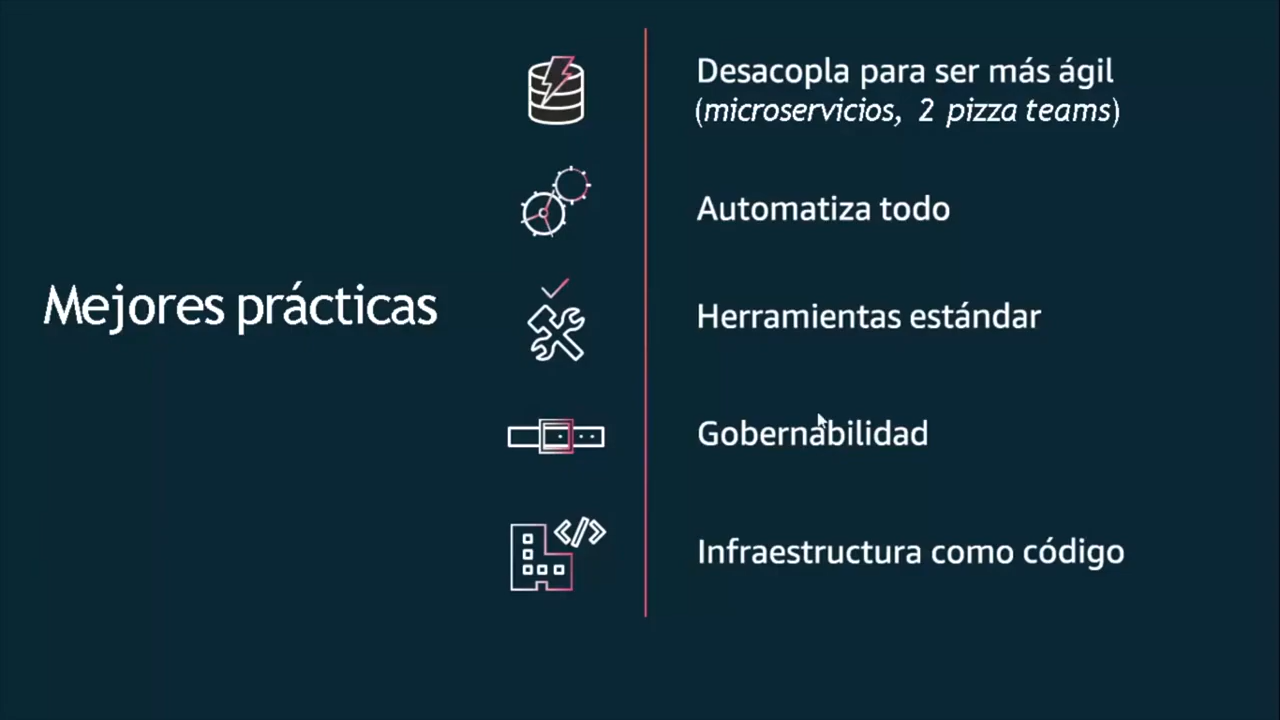 Mejores prácticas
Desacopla para ser más ágil
(microservicios, 2 pizza teams)
Automatiza todo
Herramientas estándar
Gobernabilidad
Infraestructura como código